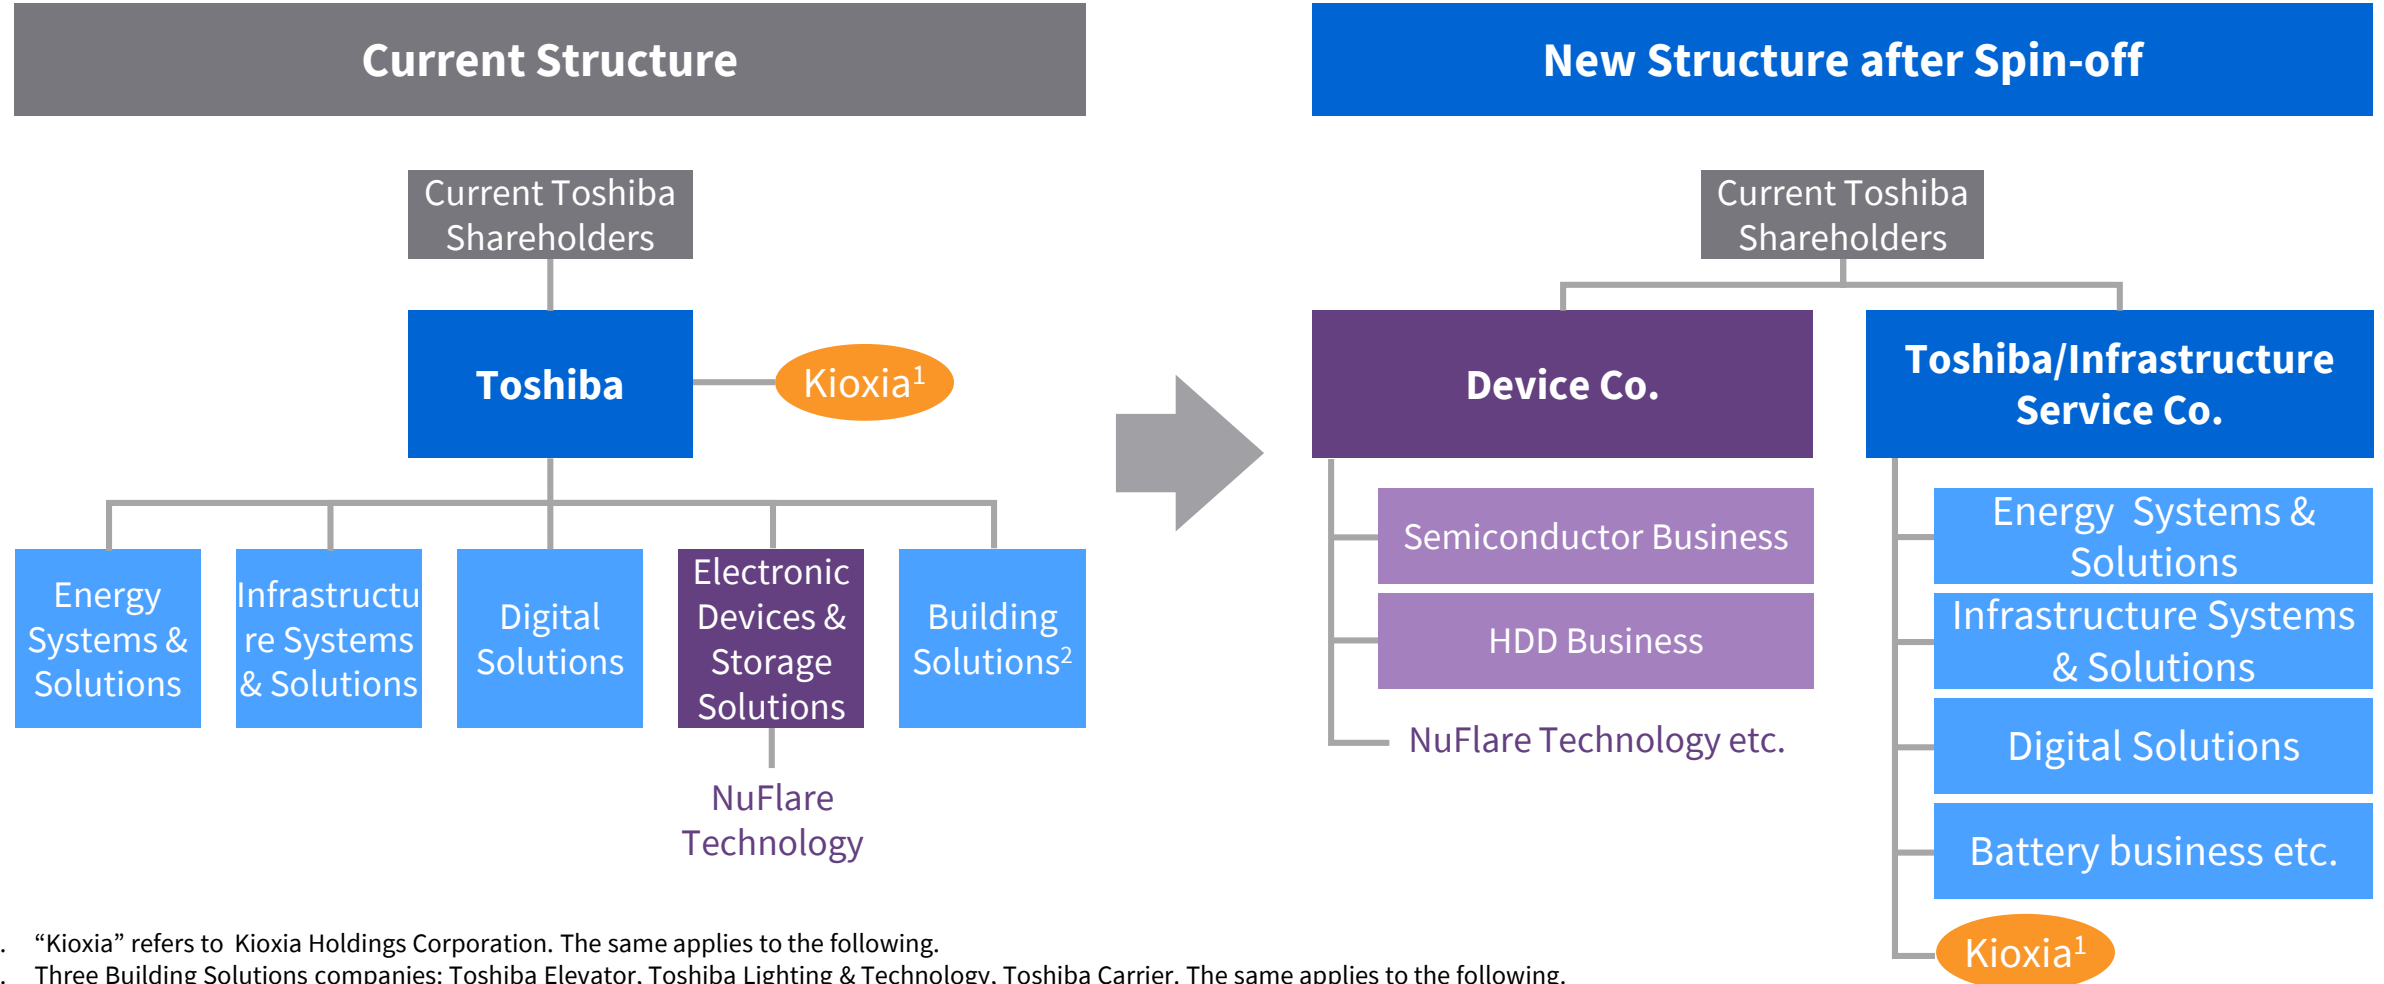 Current Structure
New Structure after Spin-off
Current Toshiba
Shareholders
Toshiba
Kioxia¹
Energy
Systems &
Solutions
Infrastructu
re Systems
& Solutions
Digital
Solutions
Electronic
Devices &
Storage
Solutions
Building
Solutions²
NuFlare
Technology
Current Toshiba
Shareholders
Device Co.
Toshiba/Infrastructure
Service Co.
Semiconductor Business
HDD Business
NuFlare Technology etc.
Energy Systems &
Solutions
Infrastructure Systems
& Solutions
Digital Solutions
Battery business etc.
Kioxia¹
. “Kioxia” refers to Kioxia Holdings Corporation. The same applies to the following.
. Three Building Solutions companies: Toshiba Elevator, Toshiba Lighting & Technology, Toshiba Carrier. The same applies to the following.